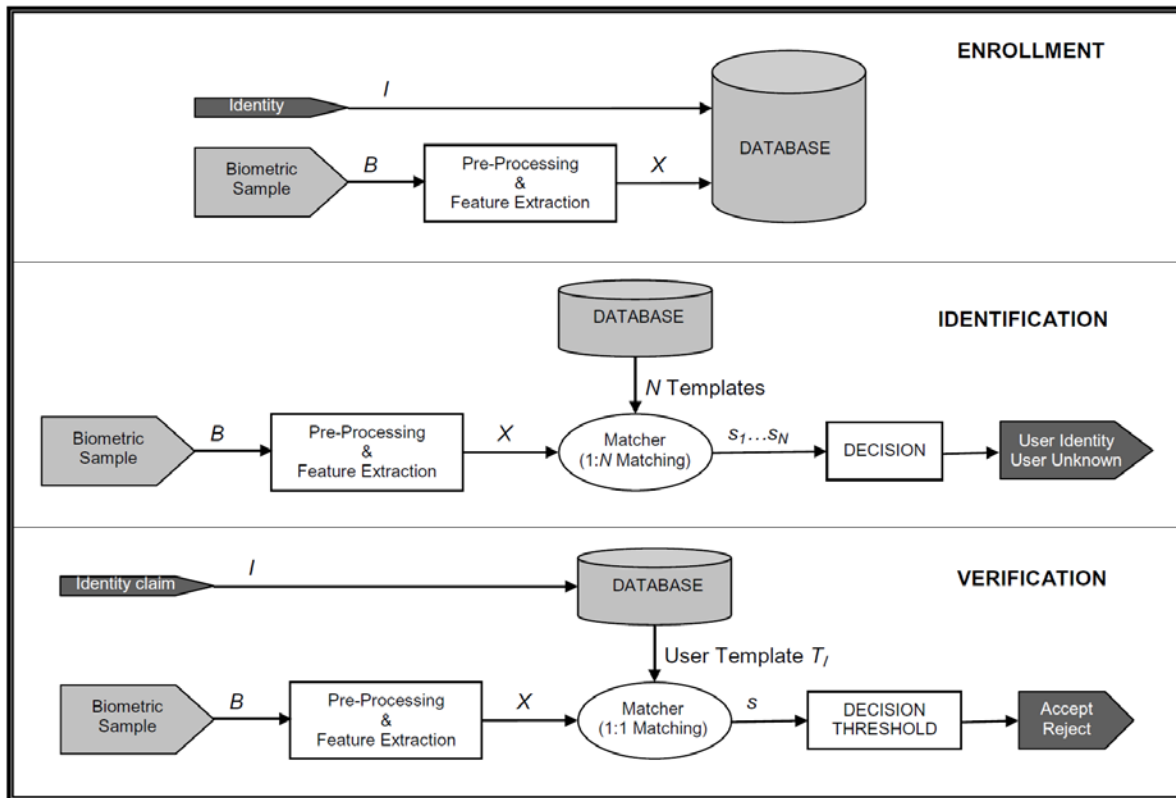 ENROLLMENT
Identity
I
Biometric
Sample
B
Pre-Processing
&
Feature Extraction
X
DATABASE
IDENTIFICATION
DATABASE
N Templates
Biometric
Sample
B
Pre-Processing
&
Feature Extraction
X
Matcher
(1:N Matching)
s1...sN
DECISION
User Identity
User Unknown
VERIFICATION
Identity claim
I
DATABASE
User Template TI
Biometric
Sample
B
Pre-Processing
&
Feature Extraction
X
Matcher
(1:1 Matching)
s
DECISION
THRESHOLD
Accept
Reject